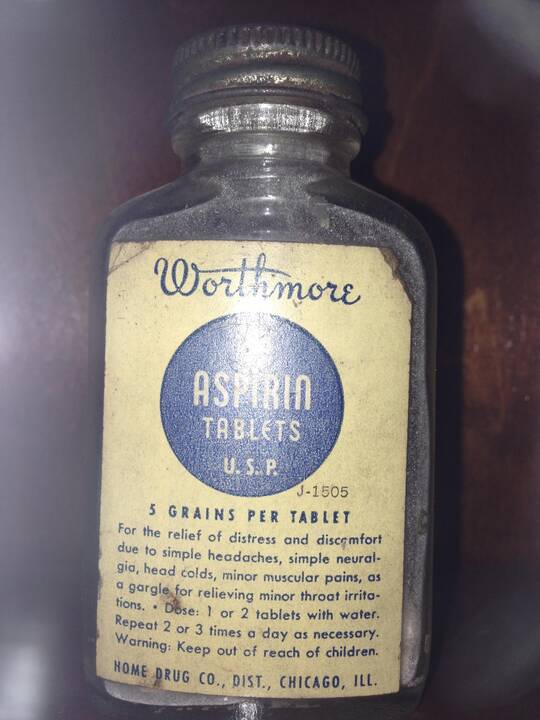 Worthmore
ASPIRIN
TABLETS
U.S.P.
J-1505
5 GRAINS PER TABLET
For the relief of distress and discomfort
due to simple headaches, simple neural-
gia, head colds, minor muscular pains, as
a gargle for relieving minor throat irrita-
tions. • Dose: 1 or 2 tablets with water.
Repeat 2 or 3 times a day as necessary.
Warning: Keep out of reach of children.
HOME DRUG CO., DIST., CHICAGO, ILL.